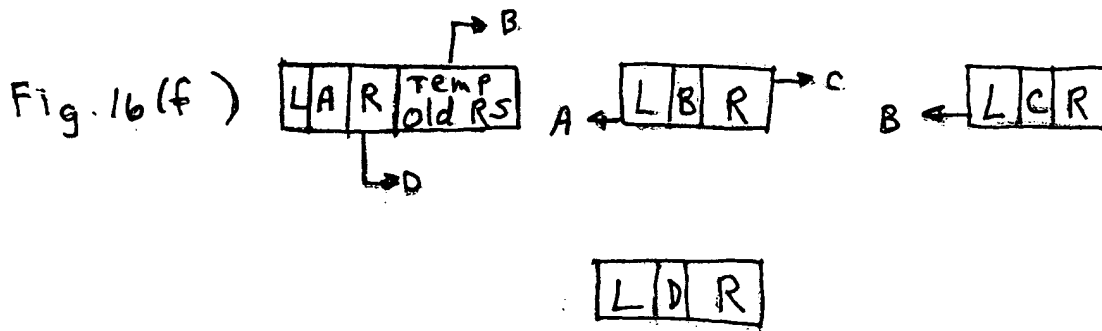 B.
Fig. 16(f) L A R Temp old RS A L B R C B L C R
D
L D R